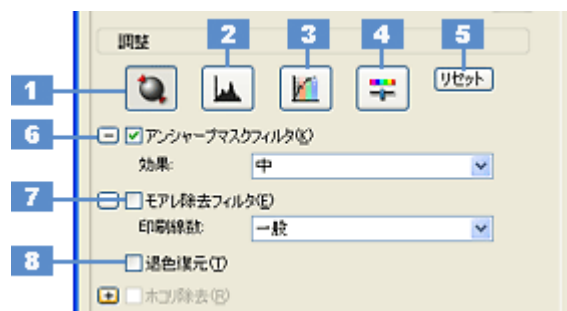 調整
2 3 4 5
1 リセット
6 アンシャープマスクフィルタ(K)
効果: 中
7 モアレ除去フィルタ(E)
印刷線数: 一般
8 退色復元(T)
ホコリ除去(R)